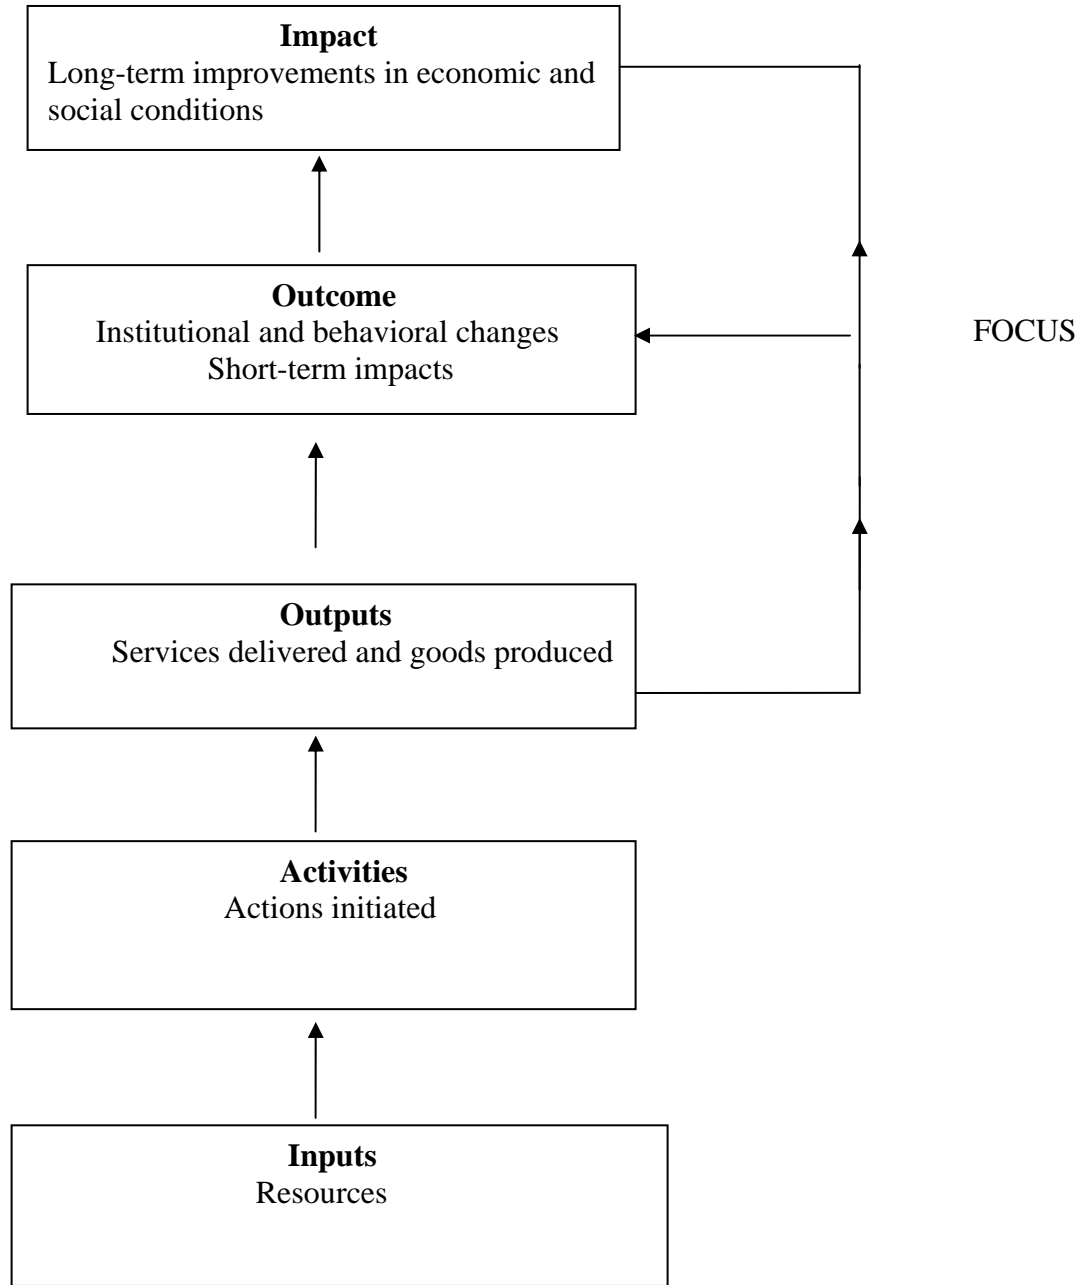 Impact
Long-term improvements in economic and
social conditions
Outcome
Institutional and behavioral changes
Short-term impacts
FOCUS
Outputs
Services delivered and goods produced
Activities
Actions initiated
Inputs
Resources